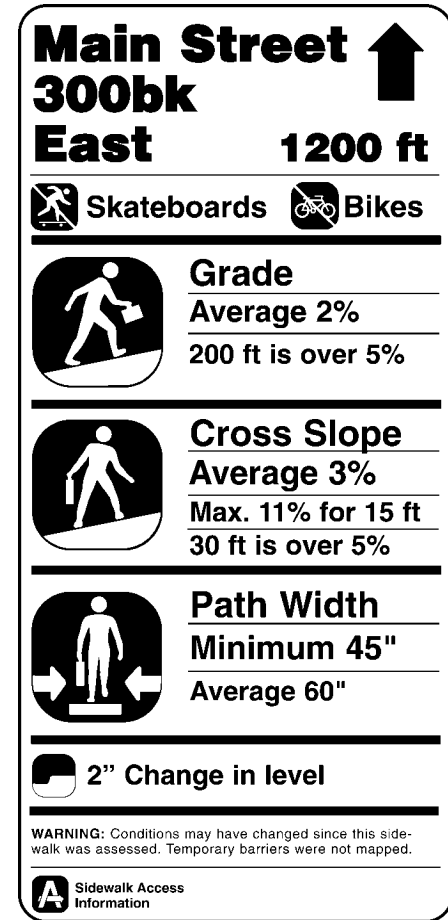 Main Street
300bk
East 1200 ft
Skateboards Bikes
Grade
Average 2%
200 ft is over 5%
Cross Slope
Average 3%
Max. 11% for 15 ft
30 ft is over 5%
Path Width
Minimum 45"
Average 60"
2” Change in level
WARNING: Conditions may have changed since this side-
walk was assessed. Temporary barriers were not mapped.
Sidewalk Access
Information